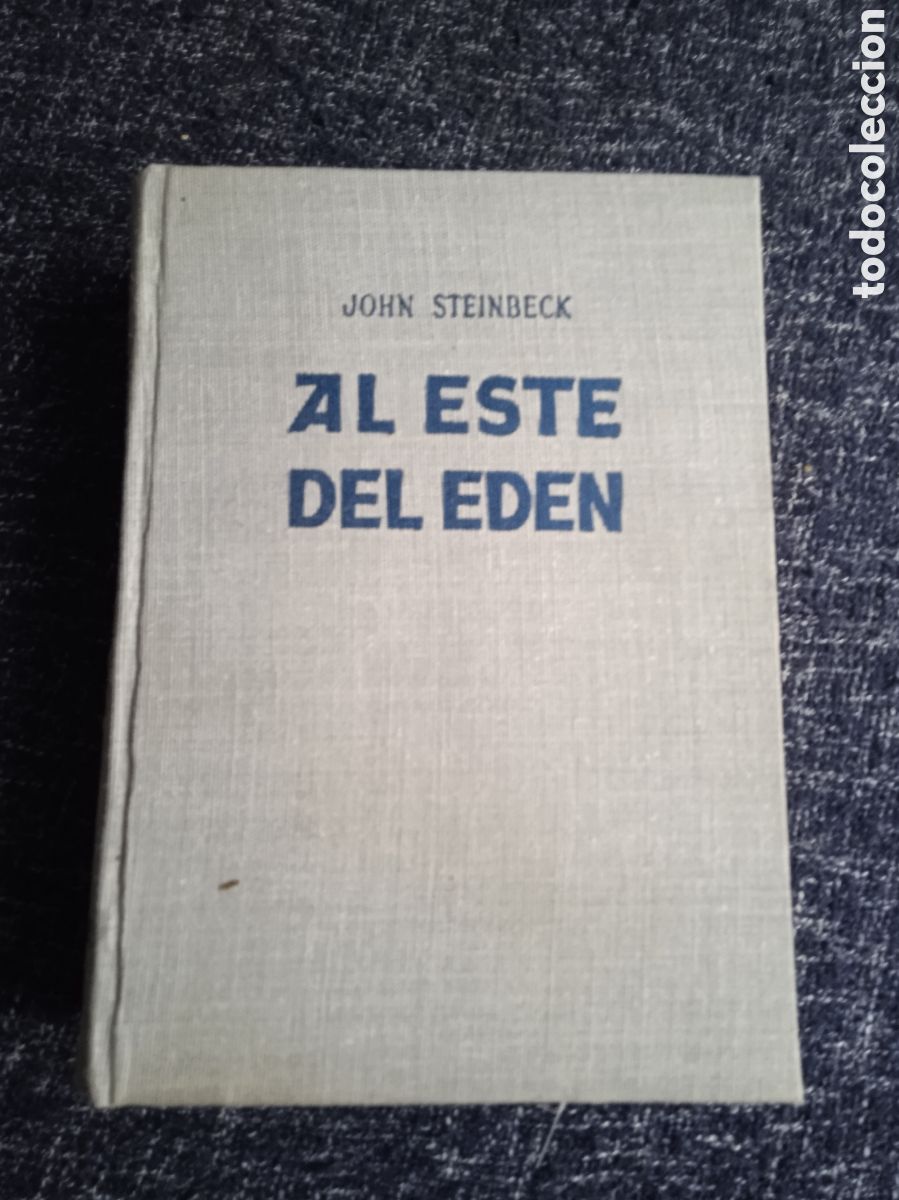 JOHN STEINBECK
AL ESTE
DEL EDEN
todocoleccion